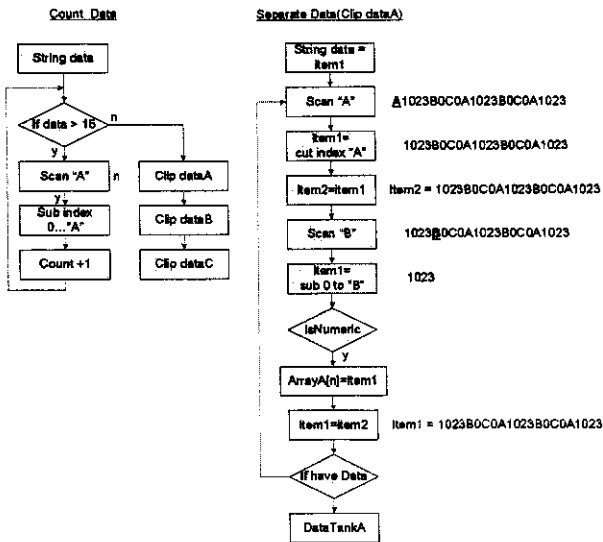 Count Data
String data
If data > 16
n
y
Scan "A"
n
y
Sub index
0..."A"
Count +1
Clip dataA
Clip dataB
Clip dataC
Separate Data(Clip dataA)
String data =
item1
Scan "A"
A1023B0C0A1023B0C0A1023
item1=
cut index "A"
1023B0C0A1023B0C0A1023
Item2=Item1
Item2 = 1023B0C0A1023B0C0A1023
Scan "B"
1023B0C0A1023B0C0A1023
item1=
sub 0 to "B"
1023
isNumeric
y
ArrayA[n]=Item1
Item1=Item2
Item1 = 1023B0C0A1023B0C0A1023
If have Data
DataTankA